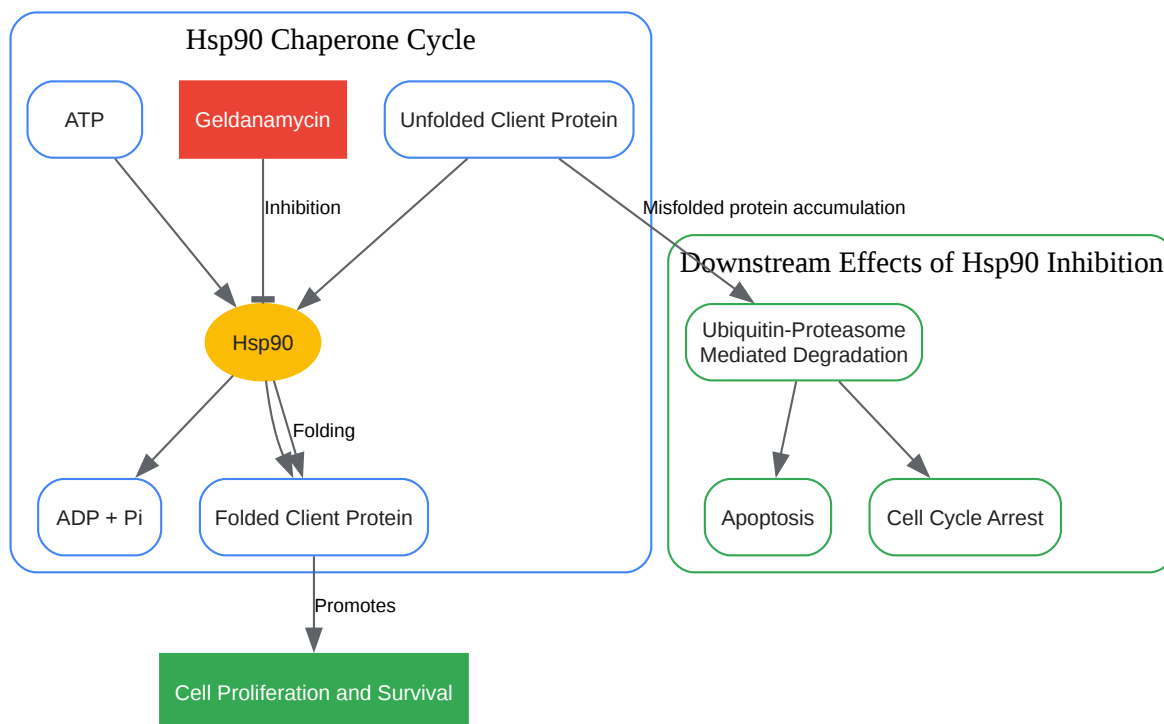 Hsp90 Chaperone Cycle
ATP
Geldanamycin
Unfolded Client Protein
Inhibition
Misfolded protein accumulation
Downstream Effects of Hsp90 Inhibition
Hsp90
Ubiquitin-Proteasome
Mediated Degradation
Folding
ADP + Pi
Folded Client Protein
Apoptosis
Cell Cycle Arrest
Promotes
Cell Proliferation and Survival